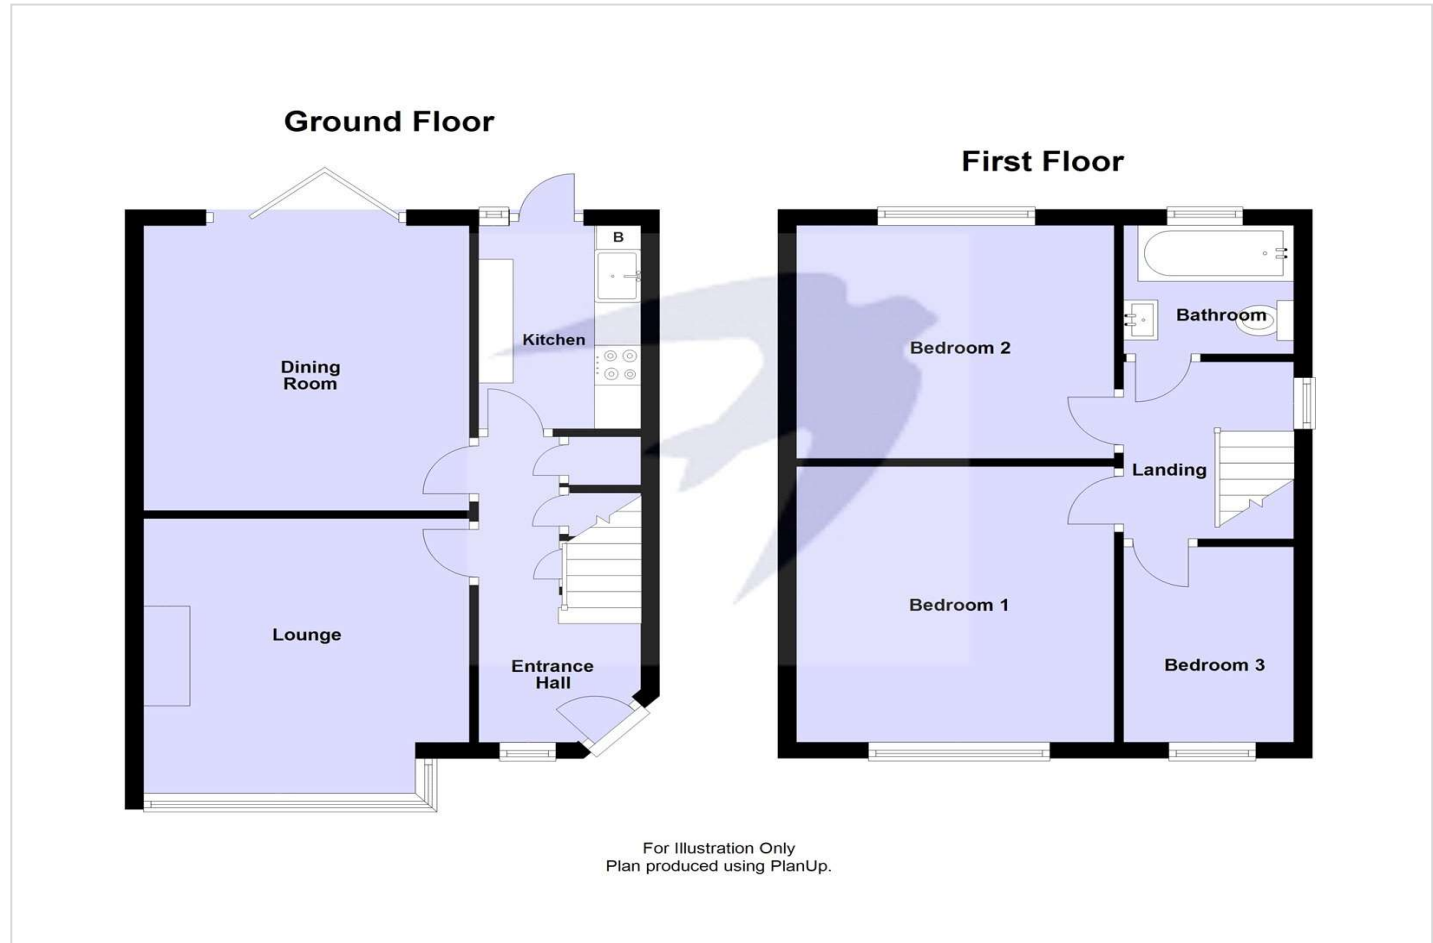 Ground Floor
First Floor
B
Kitchen
Dining
Room
Lounge
Entrance
Hall
Bathroom
Bedroom 2
Landing
Bedroom 1
Bedroom 3
For Illustration Only
Plan produced using PlanUp.